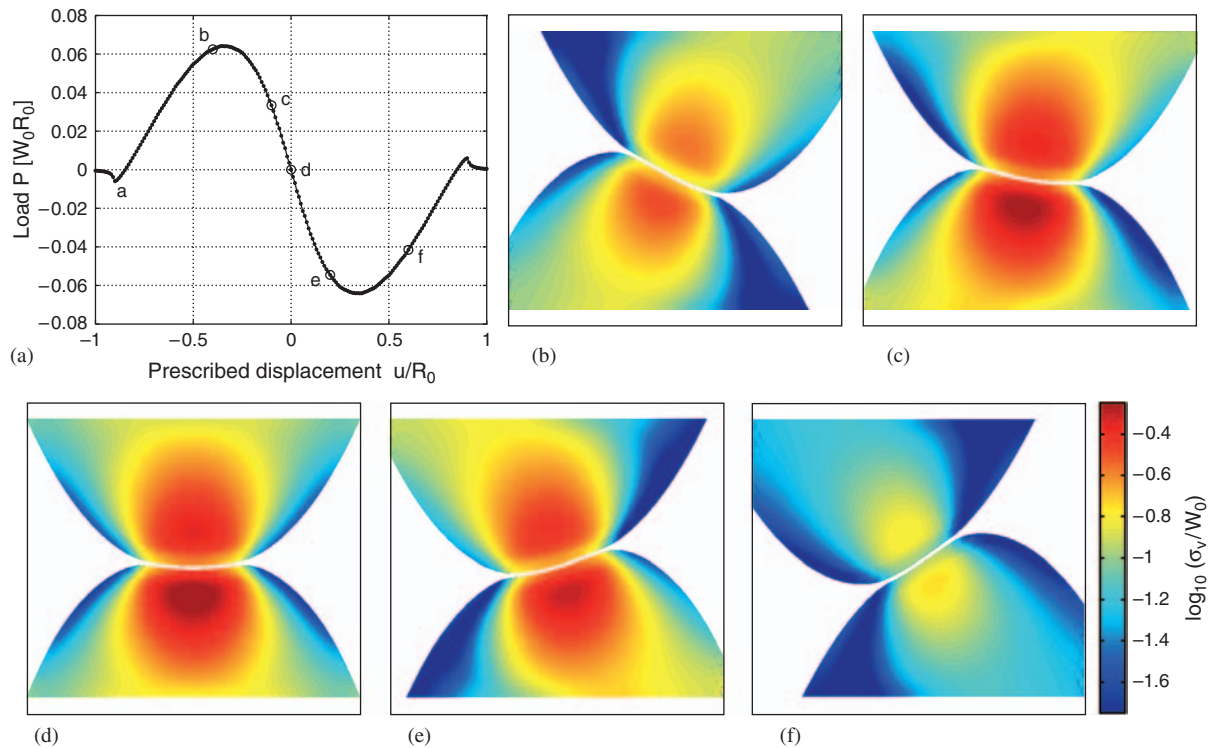 0.08
0.06
0.04
0.02
0
−0.02
−0.04
−0.06
−0.08
Load P [W₀R₀]
−1
−0.5
0
0.5
1
Prescribed displacement u/R₀
a
b
c
d
e
f
(a)
(b)
(c)
(d)
(e)
(f)
−0.4
−0.6
−0.8
−1
−1.2
−1.4
−1.6
log₁₀ (σᵥ/W₀)